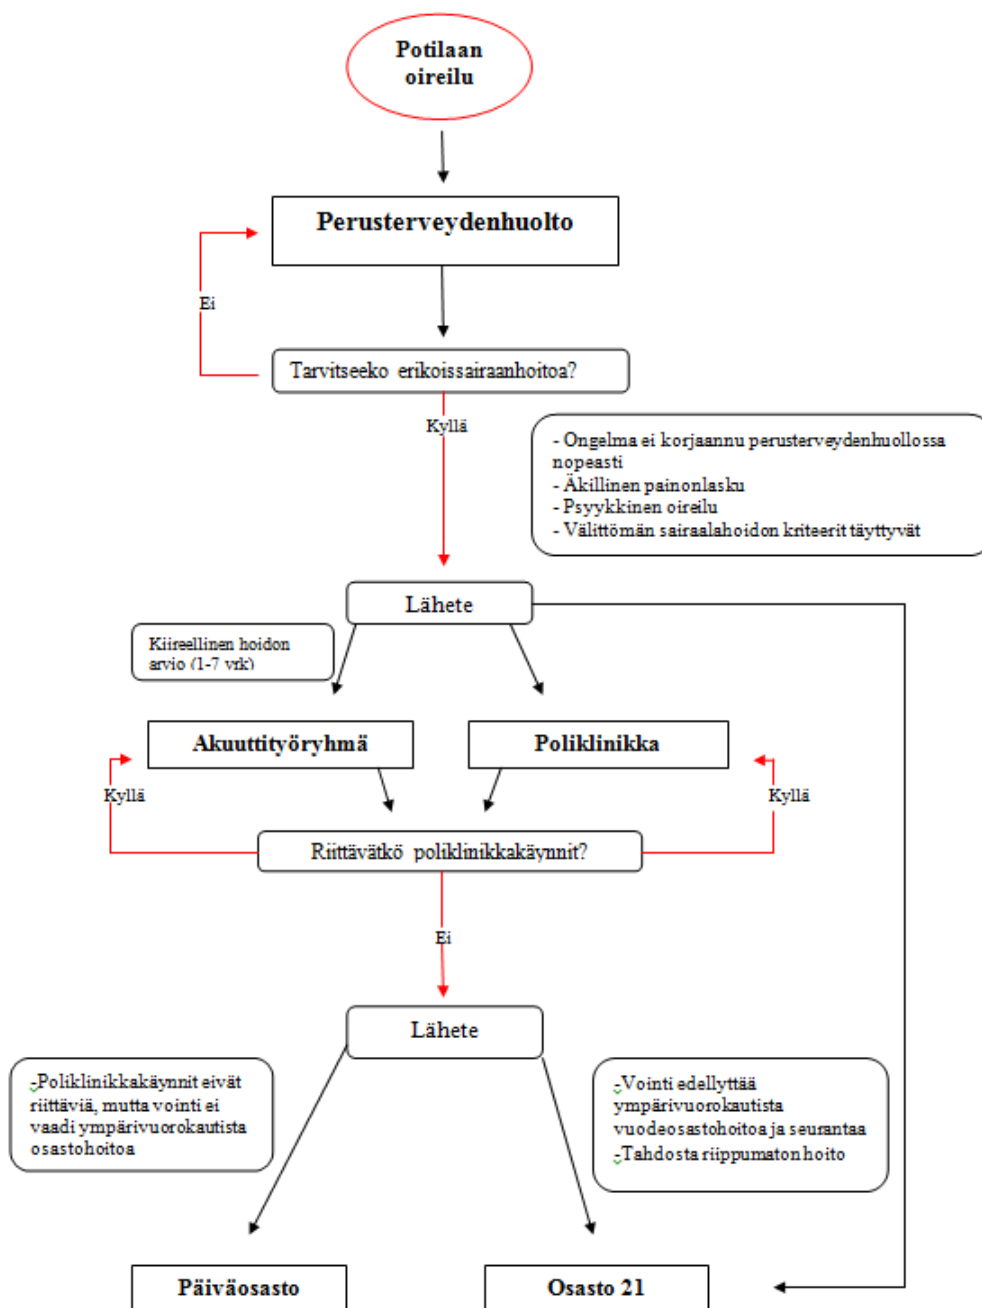 Potilaan
oireilu
Perusterveydenhuolto
Ei
Tarvitseeko erikoissairaanhoitoa?
Kyllä
- Ongelma ei korjaannu perusterveydenhuollossa
nopeasti
- Äkillinen painonlasku
- Psyykkinen oireilu
- Välittömän sairaalahoidon kriteerit täyttyvät
Lähete
Kiireellinen hoidon
arvio (1-7 vrk)
Akuuttityöryhmä
Poliklinikka
Kyllä
Kyllä
Riittävätkö poliklinikkakäynnit?
Ei
Lähete
-Poliklinikkakäynnit eivät
riittäviä, mutta vointi ei
vaadi ympärivuorokautista
osastohoitoa
-Vointi edellyttää
ympärivuorokautista
vuodeosastohoitoa ja seurantaa
-Tahdosta riippumaton hoito
Päiväosasto
Osasto 21